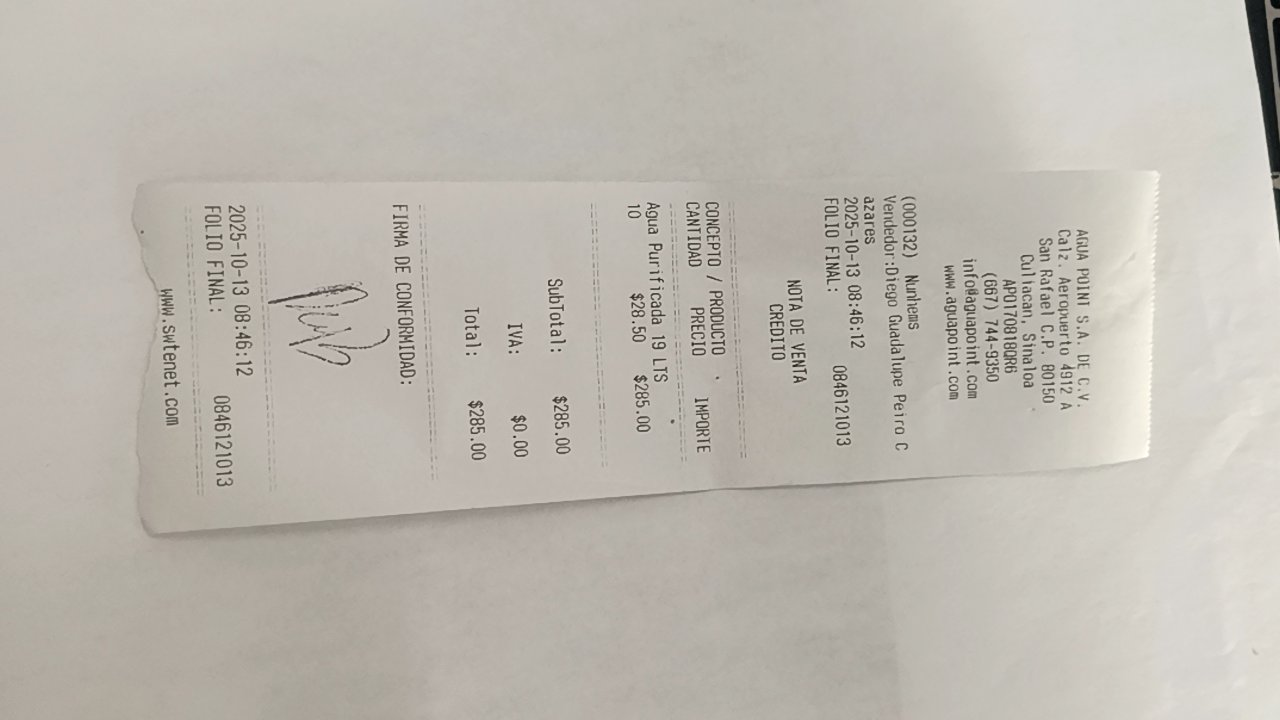 AGUA POINT S.A. DE C.V.
Calz. Aeropuerto 4912 A
San Rafael C.P. 80150
Culiacan, Sinaloa
APO170818QR6
(667) 744-9350
info@aguapoint.com
www.aguapoint.com
(000132) Nunhems
Vendedor:Diego Guadalupe Peiro C
azares
2025-10-13 08:46:12
FOLIO FINAL: 0846121013
NOTA DE VENTA
CREDITO
CONCEPTO / PRODUCTO
CANTIDAD PRECIO IMPORTE
Agua Purificada 19 LTS
10 $28.50 $285.00
SubTotal: $285.00
IVA: $0.00
Total: $285.00
FIRMA DE CONFORMIDAD:
2025-10-13 08:46:12
FOLIO FINAL: 0846121013
www.swtenet.com